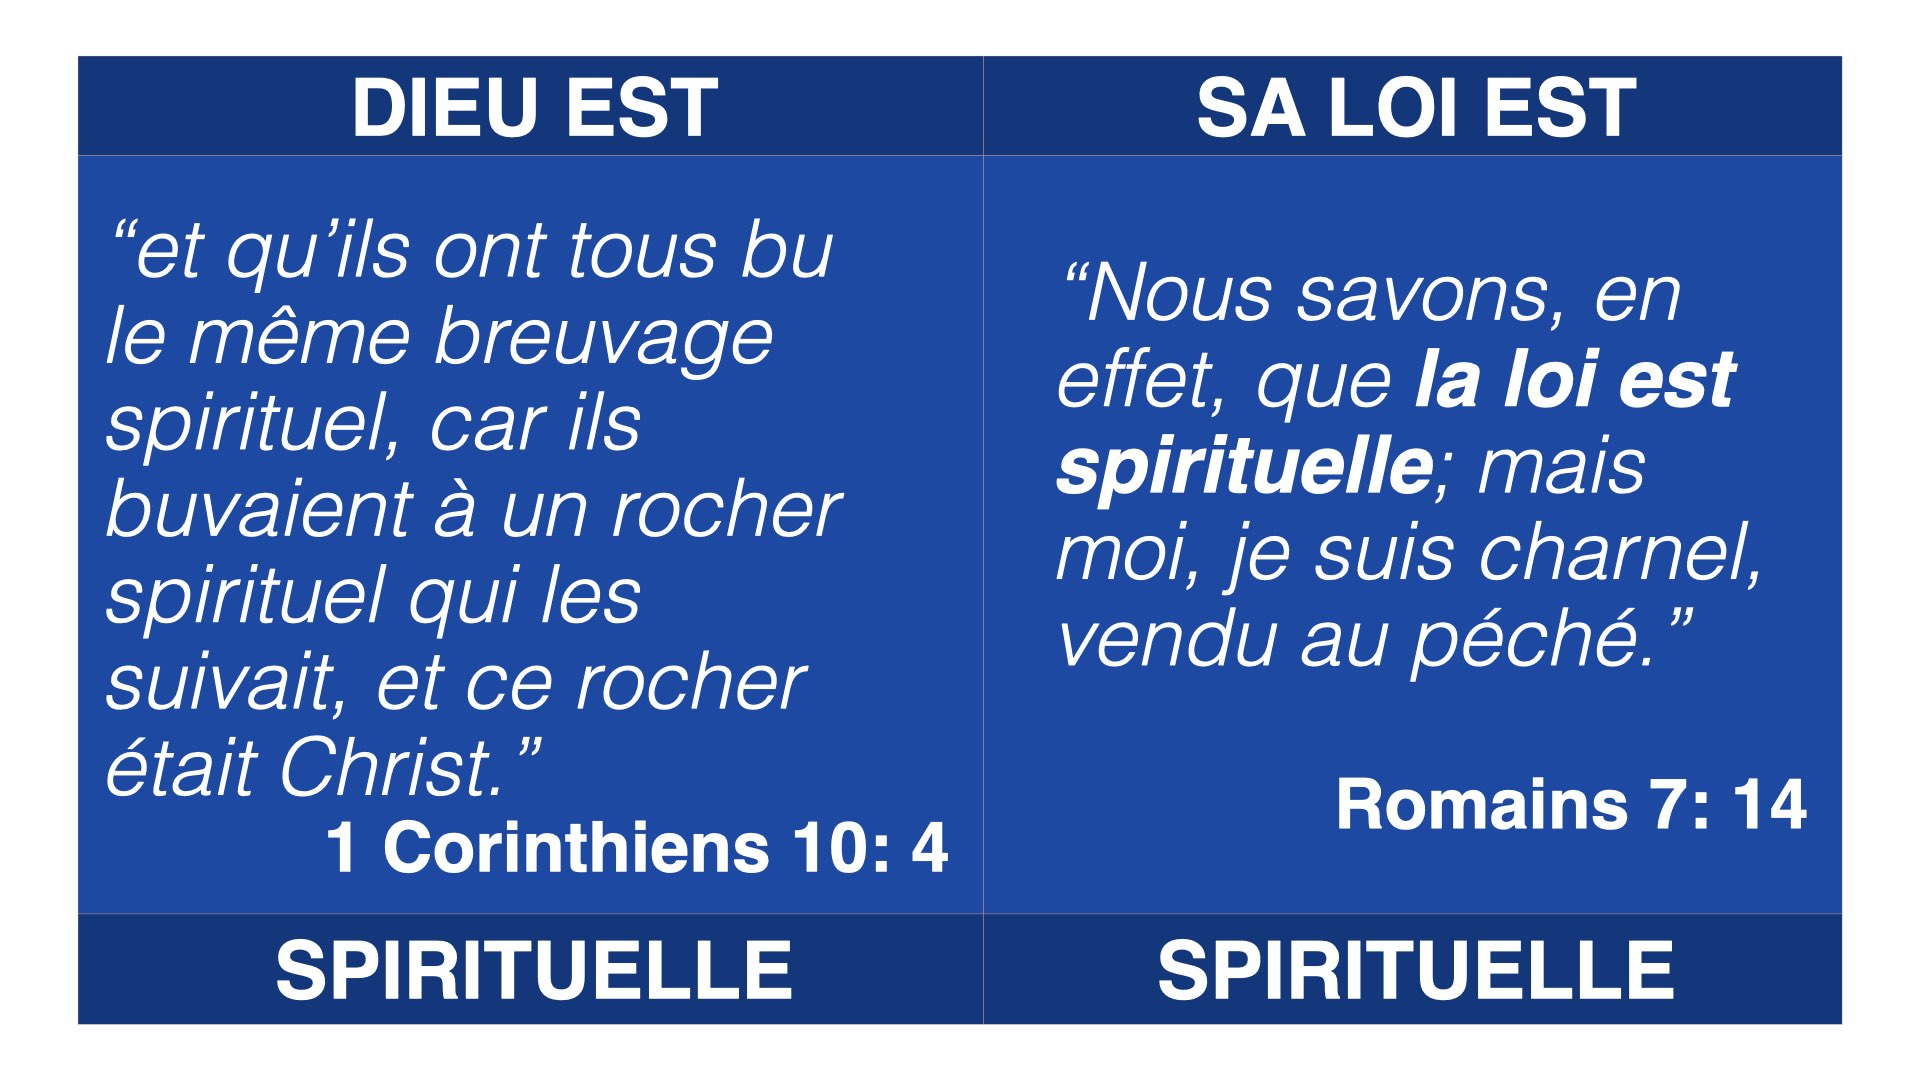 DIEU EST
SA LOI EST
“et qu’ils ont tous bu
le même breuvage
spirituel, car ils
buvaient à un rocher
spirituel qui les
suivait, et ce rocher
était Christ.”
1 Corinthiens 10: 4
“Nous savons, en
effet, que la loi est
spirituelle; mais
moi, je suis charnel,
vendu au péché.”
Romains 7: 14
SPIRITUELLE
SPIRITUELLE